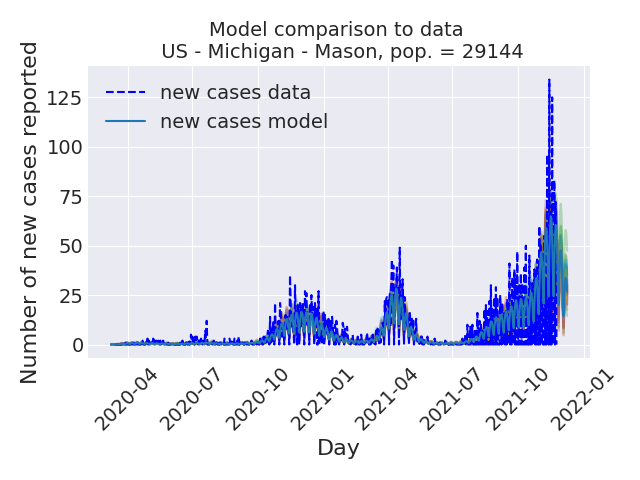 Model comparison to data
US - Michigan - Mason, pop. = 29144
Number of new cases reported
125
100
75
50
25
0
new cases data
new cases model
2020-04
2020-07
2020-10
2021-01
2021-04
2021-07
2021-10
2022-01
Day